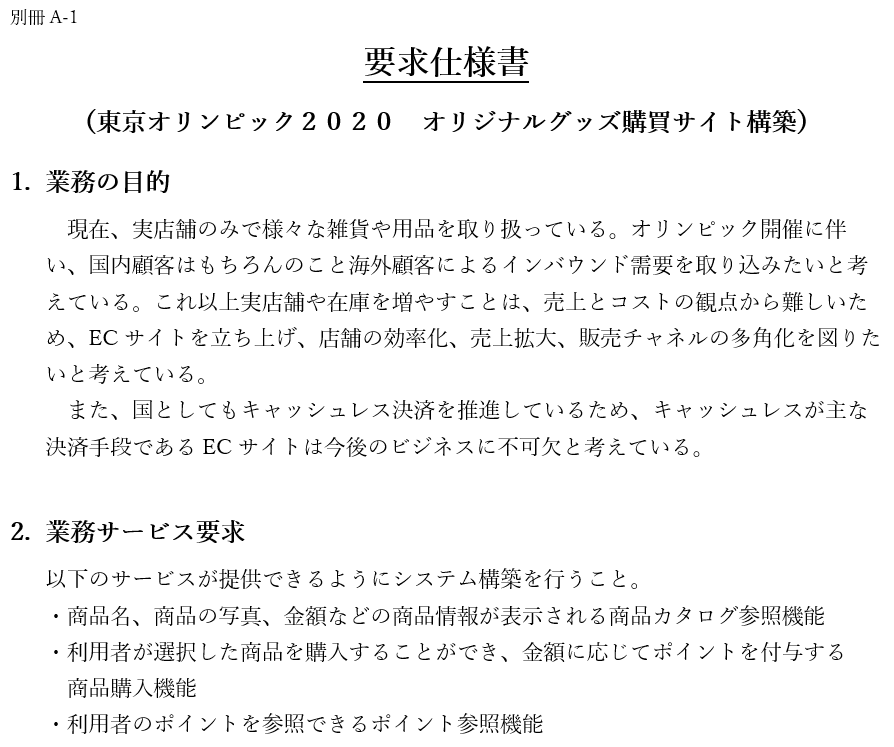 別冊 A-1
要求仕様書
（東京オリンピック２０２０　オリジナルグッズ購買サイト構築）
1. 業務の目的
　現在、実店舗のみで様々な雑貨や用品を取り扱っている。オリンピック開催に伴
い、国内顧客はもちろんのこと海外顧客によるインバウンド需要を取り込みたいと考
えている。これ以上実店舗や在庫を増やすことは、売上とコストの観点から難しいた
め、EC サイトを立ち上げ、店舗の効率化、売上拡大、販売チャネルの多角化を図りた
いと考えている。
　また、国としてもキャッシュレス決済を推進しているため、キャッシュレスが主な
決済手段である EC サイトは今後のビジネスに不可欠と考えている。
2. 業務サービス要求
以下のサービスが提供できるようにシステム構築を行うこと。
・商品名、商品の写真、金額などの商品情報が表示される商品カタログ参照機能
・利用者が選択した商品を購入することができ、金額に応じてポイントを付与する
　商品購入機能
・利用者のポイントを参照できるポイント参照機能